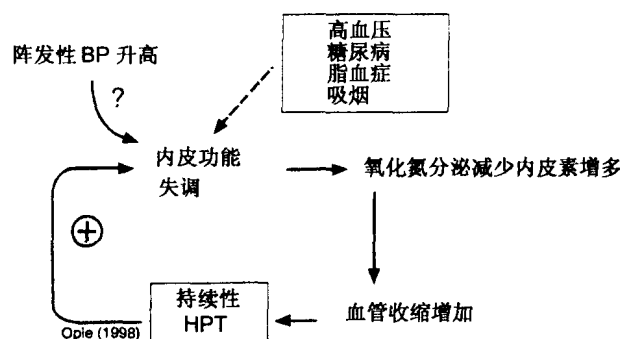 高血压
糖尿病
脂血症
吸烟
阵发性 BP 升高
?
内皮功能
失调
氧化氮分泌减少内皮素增多
+
血管收缩增加
持续性
HPT
Opie (1998)